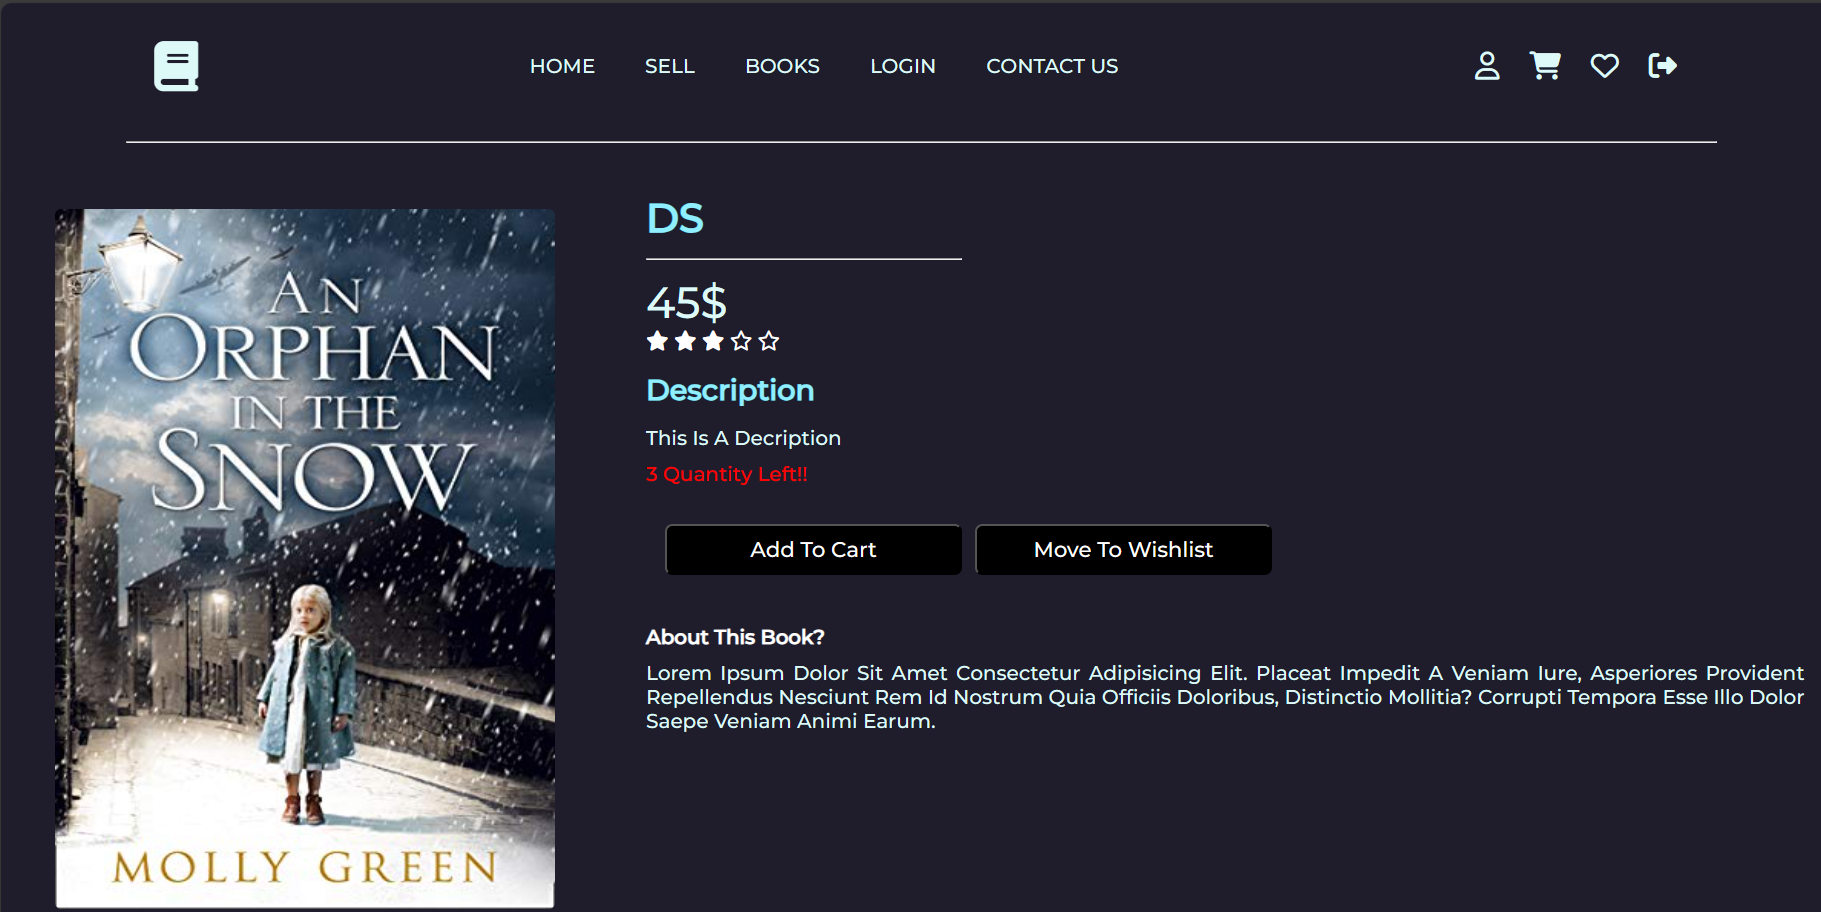 HOME SELL BOOKS LOGIN CONTACT US
AN
ORPHAN
IN THE
SNOW
MOLLY GREEN
DS
45$
Description
This Is A Decription
3 Quantity Left!!
Add To Cart Move To Wishlist
About This Book?
Lorem Ipsum Dolor Sit Amet Consectetur Adipisicing Elit. Placeat Impedit A Veniam Iure, Asperiores Provident
Repellendus Nesciunt Rem Id Nostrum Quia Officiis Doloribus, Distinctio Mollitia? Corrupti Tempora Esse Illo Dolor
Saepe Veniam Animi Earum.